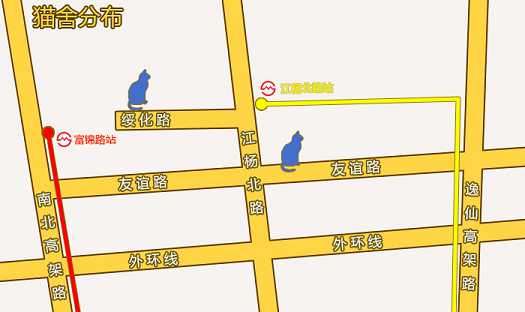 猫舍分布
江杨北路站
绥化路
富锦路站
江杨北路
友谊路
友谊路
南北高架路
逸仙高架路
外环线
外环线